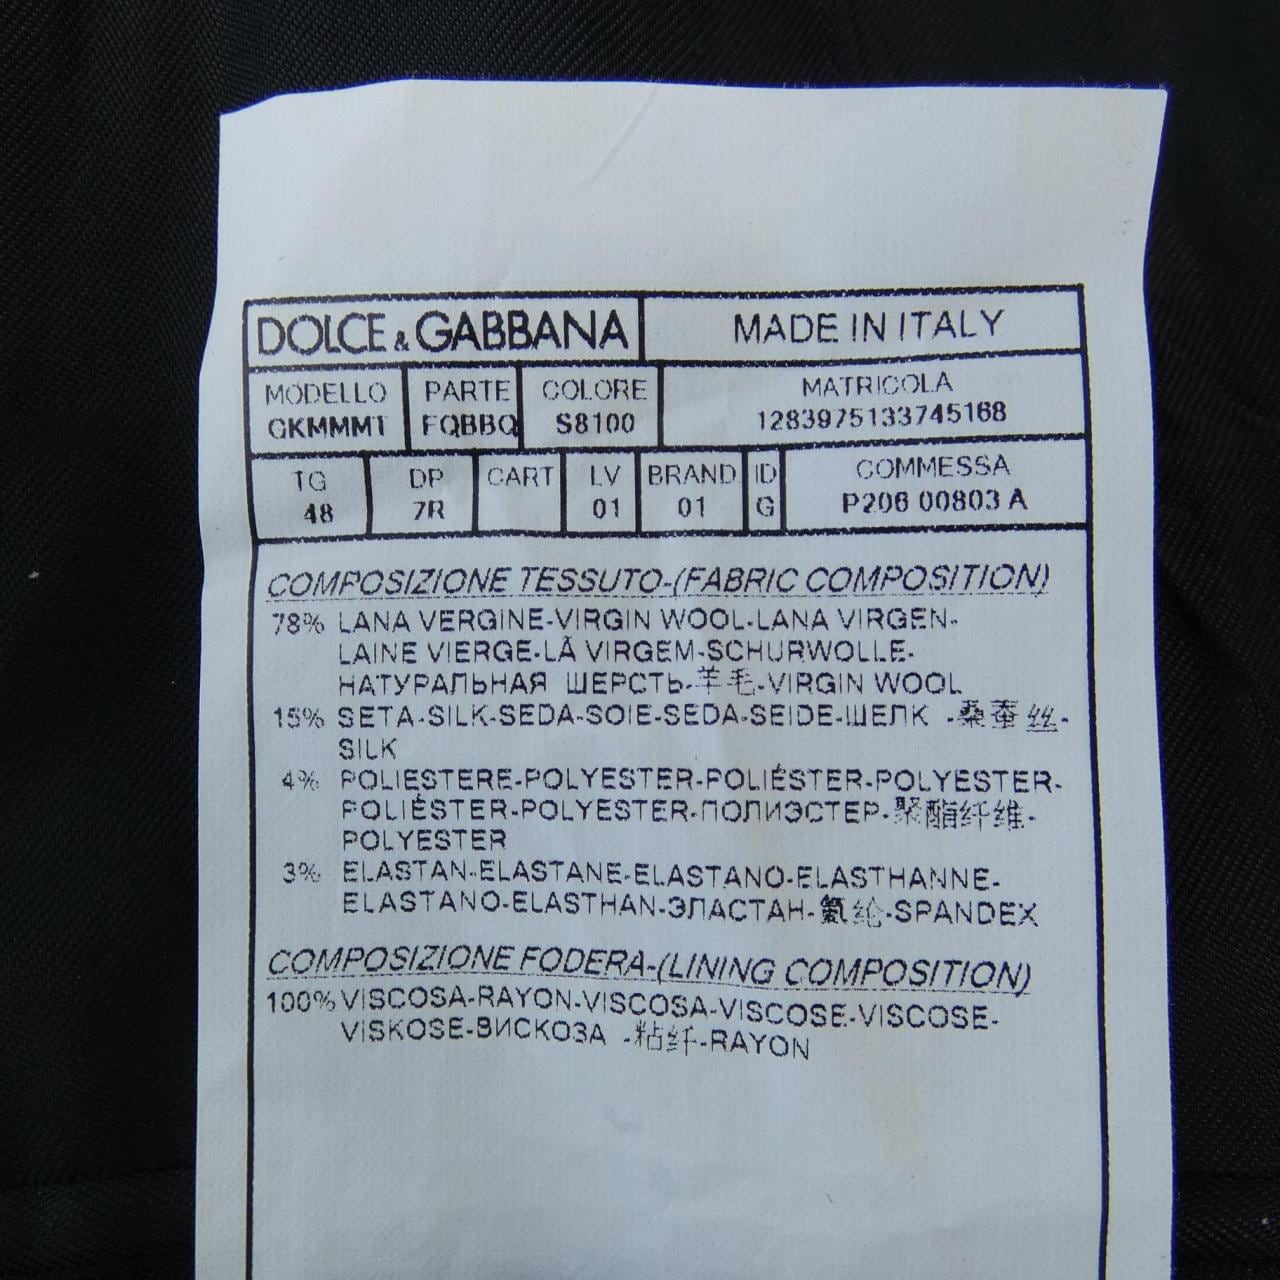 DOLCE & GABBANA MADE IN ITALY
MODELLO PARTE COLORE MATRICOLA
GKMMMT FQBBQ S8100 1283975133745168
TG DP CART LV BRAND ID COMMESSA
48 7R 01 01 G P206 00803 A
COMPOSIZIONE TESSUTO-(FABRIC COMPOSITION)
78% LANA VERGINE-VIRGIN WOOL-LANA VIRGEN-
LAINE VIERGE-LÃ VIRGEM-SCHURWOLLE-
НАТУРАЛЬНАЯ ШЕРСТЬ-羊毛-VIRGIN WOOL
15% SETA-SILK-SEDA-SOIE-SEDA-SEIDE-ШЕЛК -桑蚕丝-
SILK
4% POLIESTERE-POLYESTER-POLIÉSTER-POLYESTER-
POLIÉSTER-POLYESTER-ПОЛИЭСТЕР-聚酯纤维-
POLYESTER
3% ELASTAN-ELASTANE-ELASTANO-ELASTHANNE-
ELASTANO-ELASTHAN-ЭЛАСТАН-氨纶-SPANDEX
COMPOSIZIONE FODERA-(LINING COMPOSITION)
100% VISCOSA-RAYON-VISCOSA-VISCOSE-VISCOSE-
VISKOSE-ВИСКОЗА -粘纤-RAYON